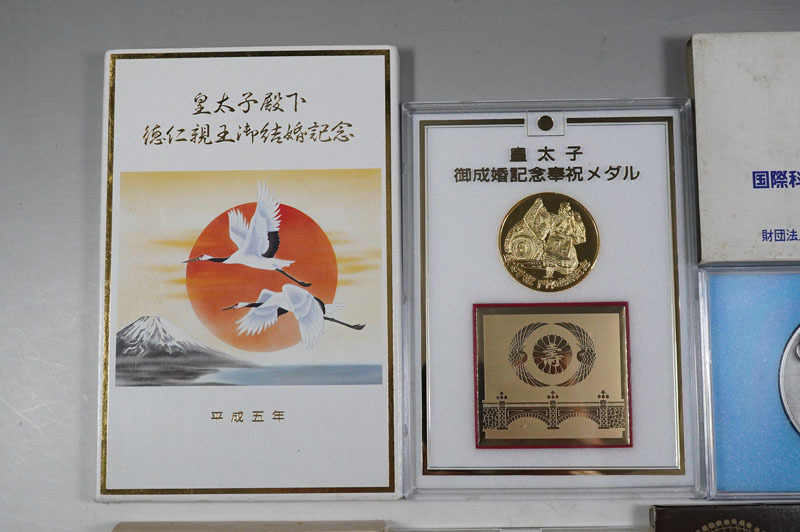 皇太子殿下
徳仁親王御結婚記念
平成五年
皇太子
御成婚記念奉祝メダル
寿
国際科
財団法